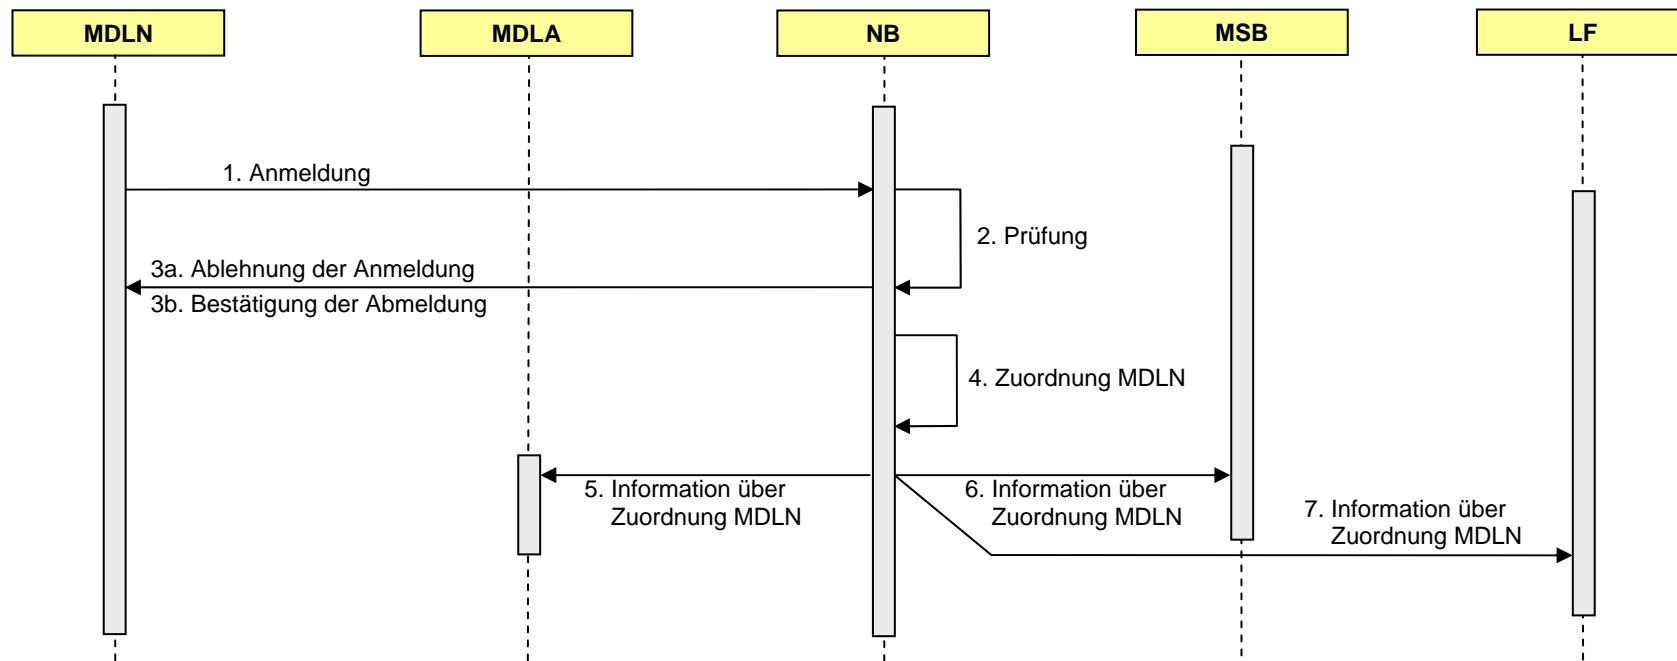 MDLN
MDLA
NB
MSB
LF
1. Anmeldung
2. Prüfung
3a. Ablehnung der Anmeldung
3b. Bestätigung der Abmeldung
4. Zuordnung MDLN
5. Information über
Zuordnung MDLN
6. Information über
Zuordnung MDLN
7. Information über
Zuordnung MDLN